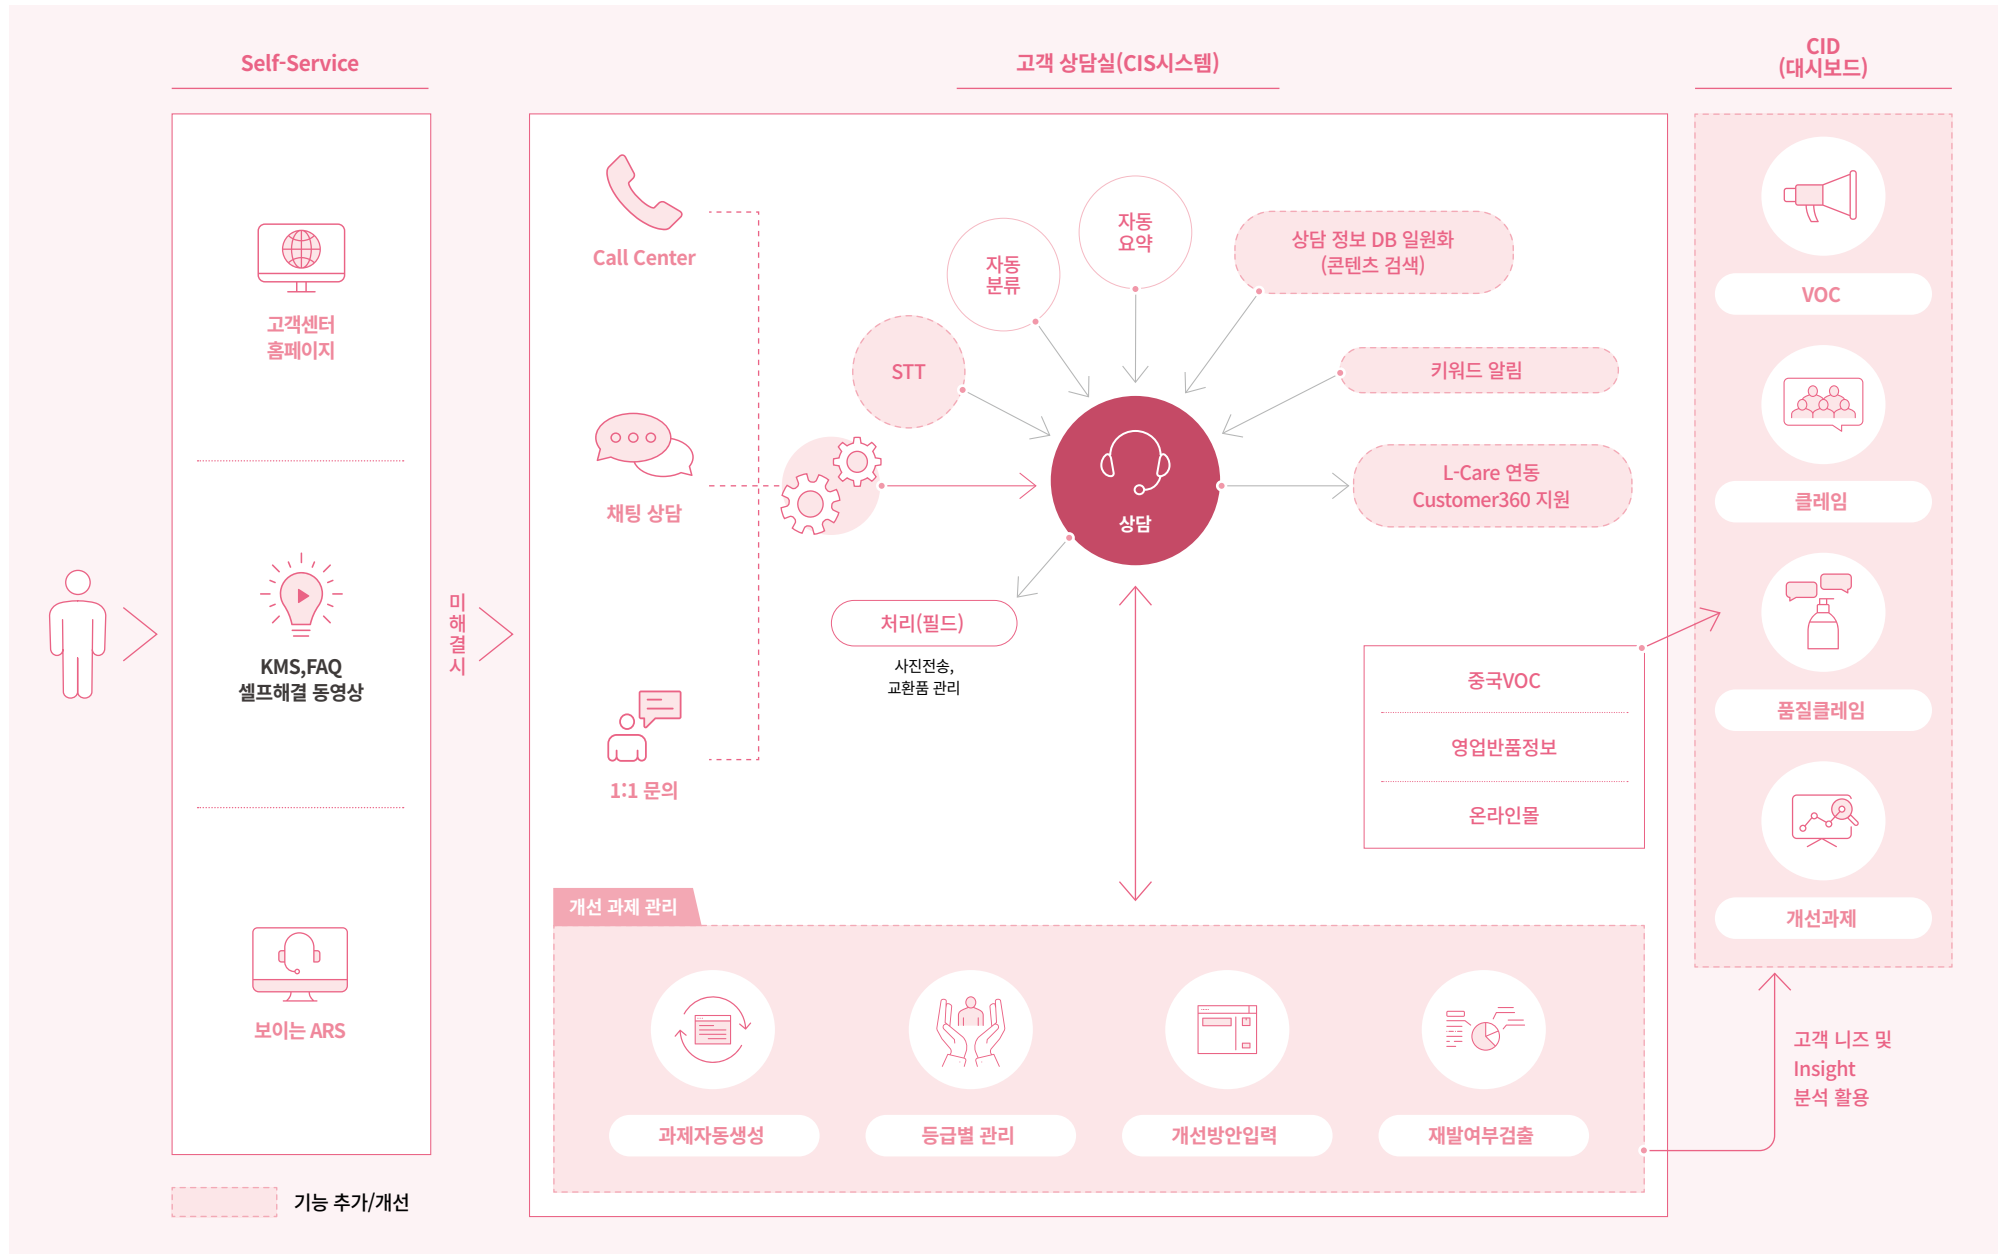 Self-Service
고객센터
홈페이지
KMS,FAQ
셀프해결 동영상
보이는 ARS
기능 추가/개선
미
해
결
시
고객 상담실(CIS시스템)
Call Center
채팅 상담
1:1 문의
STT
자동
분류
자동
요약
상담 정보 DB 일원화
(콘텐츠 검색)
키워드 알림
L-Care 연동
Customer360 지원
상담
처리(필드)
사진전송,
교환품 관리
중국VOC
영업반품정보
온라인몰
개선 과제 관리
과제자동생성
등급별 관리
개선방안입력
재발여부검출
CID
(대시보드)
VOC
클레임
품질클레임
개선과제
고객 니즈 및
Insight
분석 활용